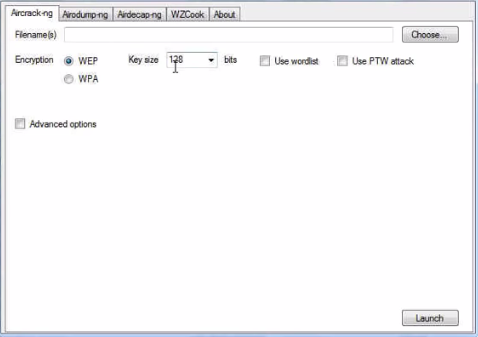 Aircrack-ng Airodump-ng Airdecap-ng WZCook About
Filename(s) Choose...
Encryption WEP Key size 128 bits Use wordlist Use PTW attack
WPA
Advanced options
Launch